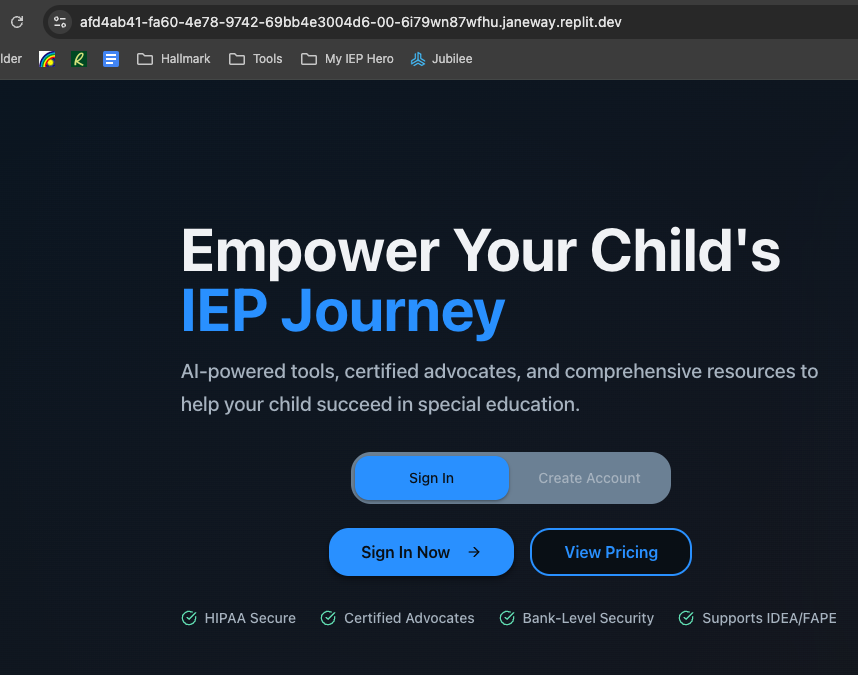 afd4ab41-fa60-4e78-9742-69bb4e3004d6-00-6i79wn87wfhu.janeway.replit.dev
lder R Hallmark Tools My IEP Hero Jubilee
Empower Your Child's
IEP Journey
AI-powered tools, certified advocates, and comprehensive resources to
help your child succeed in special education.
Sign In Create Account
Sign In Now → View Pricing
HIPAA Secure Certified Advocates Bank-Level Security Supports IDEA/FAPE